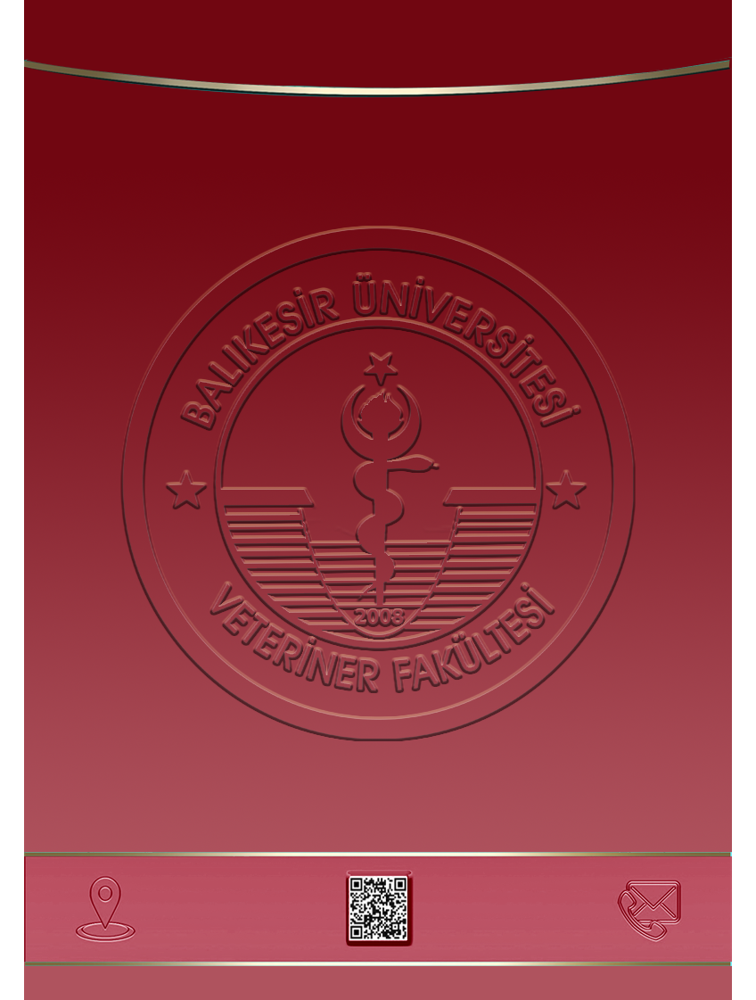 BALIKESİR ÜNİVERSİTESİ
2008
VETERİNER FAKÜLTESİ